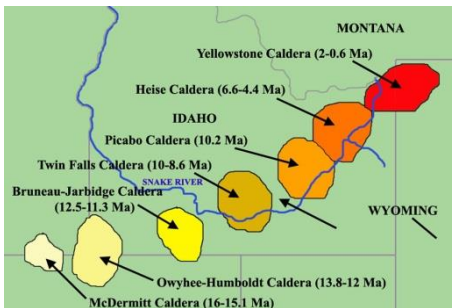 MONTANA
Yellowstone Caldera (2-0.6 Ma)
Heise Caldera (6.6-4.4 Ma)
IDAHO
Picabo Caldera (10.2 Ma)
Twin Falls Caldera (10-8.6 Ma)
SNAKE RIVER
Bruneau-Jarbidge Caldera
(12.5-11.3 Ma)
WYOMING
Owyhee-Humboldt Caldera (13.8-12 Ma)
McDermitt Caldera (16-15.1 Ma)